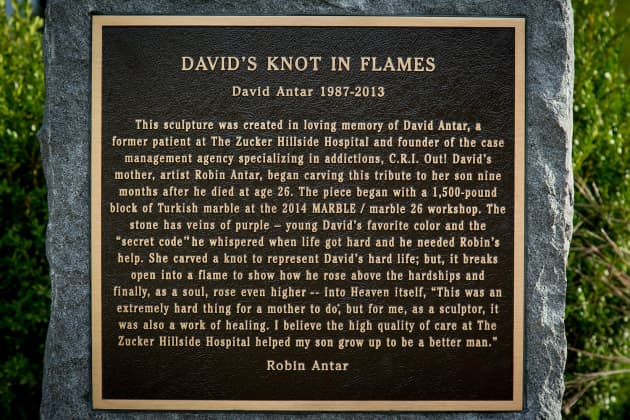 DAVID'S KNOT IN FLAMES
David Antar 1987-2013
This sculpture was created in loving memory of David Antar, a
former patient at The Zucker Hillside Hospital and founder of the case
management agency specializing in addictions, C.R.I. Out! David's
mother, artist Robin Antar, began carving this tribute to her son nine
months after he died at age 26. The piece began with a 1,500-pound
block of Turkish marble at the 2014 MARBLE / marble 26 workshop. The
stone has veins of purple – young David's favorite color and the
"secret code" he whispered when life got hard and he needed Robin's
help. She carved a knot to represent David's hard life; but, it breaks
open into a flame to show how he rose above the hardships and
finally, as a soul, rose even higher -- into Heaven itself, "This was an
extremely hard thing for a mother to do", but for me, as a sculptor, it
was also a work of healing. I believe the high quality of care at The
Zucker Hillside Hospital helped my son grow up to be a better man."
Robin Antar